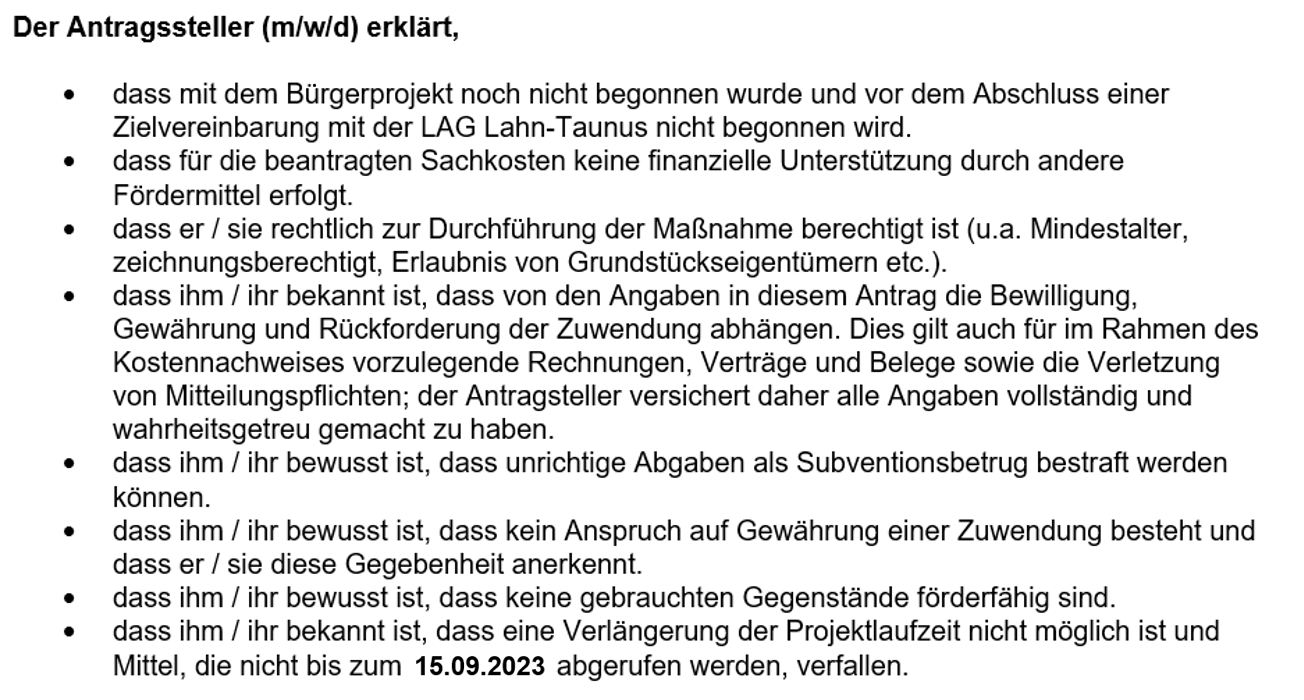 Der Antragssteller (m/w/d) erklärt,
• dass mit dem Bürgerprojekt noch nicht begonnen wurde und vor dem Abschluss einer
Zielvereinbarung mit der LAG Lahn-Taunus nicht begonnen wird.
• dass für die beantragten Sachkosten keine finanzielle Unterstützung durch andere
Fördermittel erfolgt.
• dass er / sie rechtlich zur Durchführung der Maßnahme berechtigt ist (u.a. Mindestalter,
zeichnungsberechtigt, Erlaubnis von Grundstückseigentümern etc.).
• dass ihm / ihr bekannt ist, dass von den Angaben in diesem Antrag die Bewilligung,
Gewährung und Rückforderung der Zuwendung abhängen. Dies gilt auch für im Rahmen des
Kostennachweises vorzulegende Rechnungen, Verträge und Belege sowie die Verletzung
von Mitteilungspflichten; der Antragsteller versichert daher alle Angaben vollständig und
wahrheitsgetreu gemacht zu haben.
• dass ihm / ihr bewusst ist, dass unrichtige Abgaben als Subventionsbetrug bestraft werden
können.
• dass ihm / ihr bewusst ist, dass kein Anspruch auf Gewährung einer Zuwendung besteht und
dass er / sie diese Gegebenheit anerkennt.
• dass ihm / ihr bewusst ist, dass keine gebrauchten Gegenstände förderfähig sind.
• dass ihm / ihr bekannt ist, dass eine Verlängerung der Projektlaufzeit nicht möglich ist und
Mittel, die nicht bis zum 15.09.2023 abgerufen werden, verfallen.